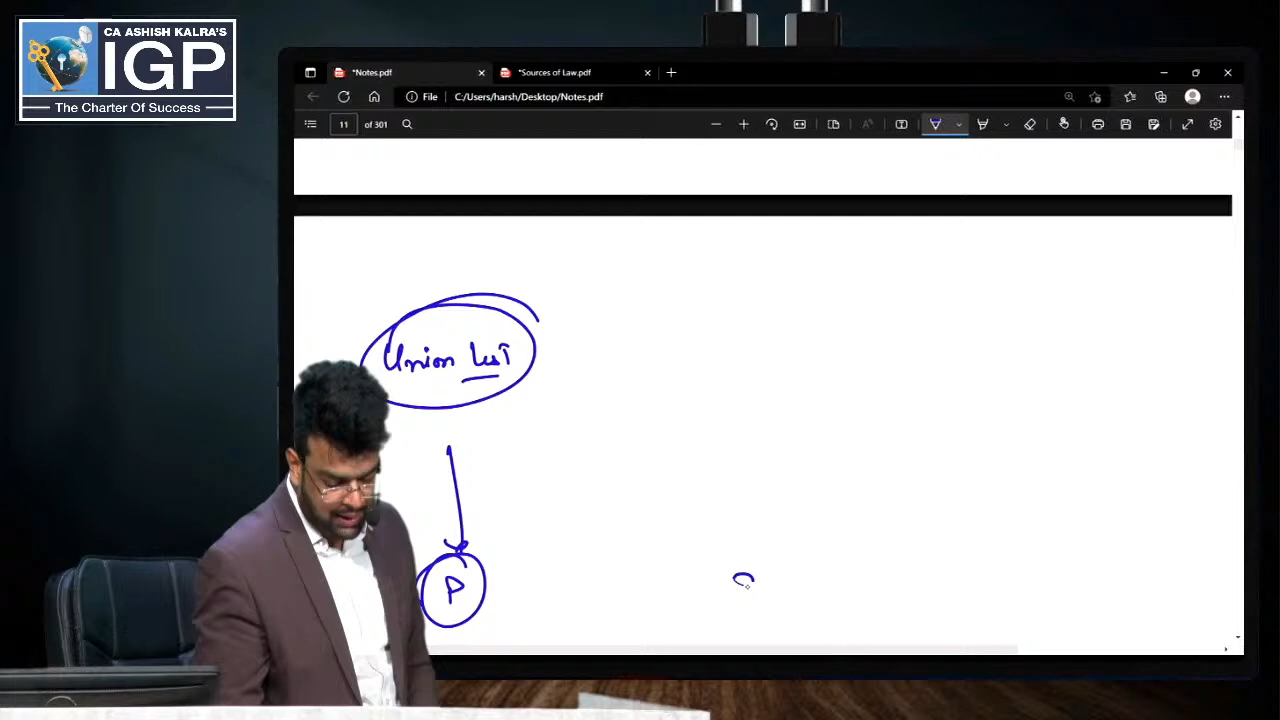 CA ASHISH KALRA'S
IGP
The Charter Of Success
*Notes.pdf
*Sources of Law.pdf
File C:/Users/harsh/Desktop/Notes.pdf
11 of 301
Union List
P